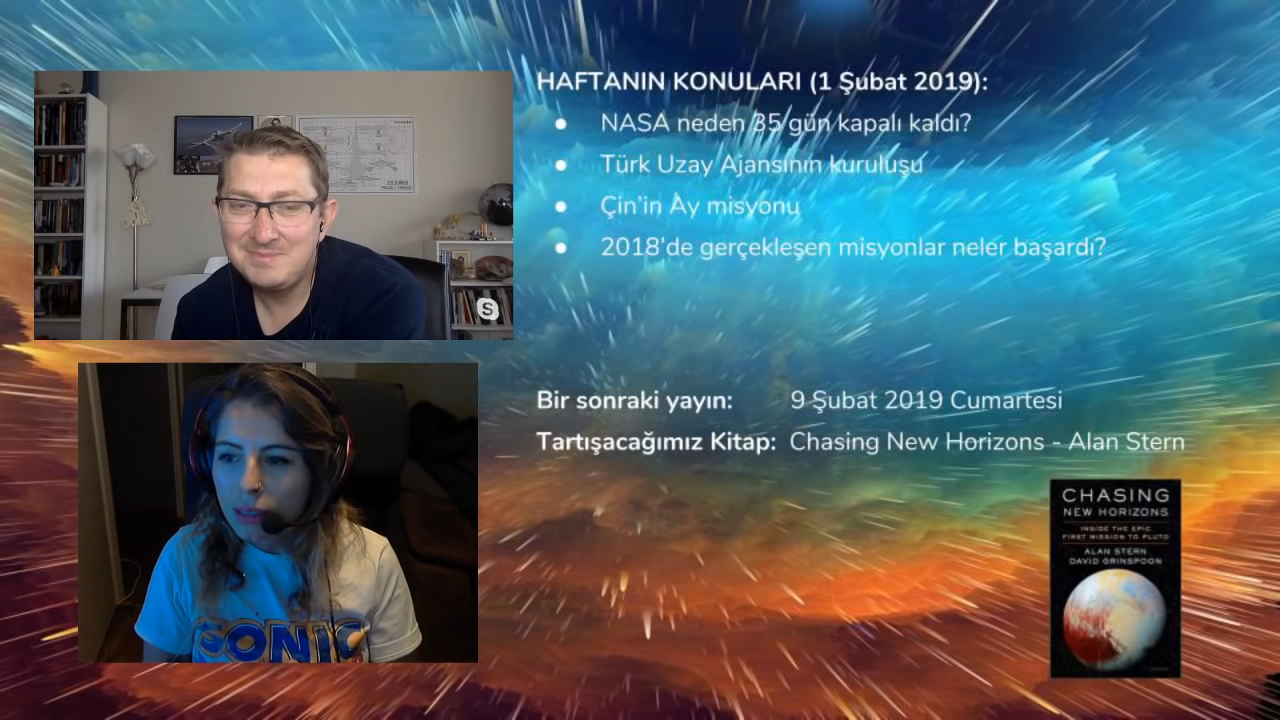 HAFTANIN KONULARI (1 Şubat 2019):
● NASA neden 35 gün kapalı kaldı?
● Türk Uzay Ajansının kuruluşu
● Çin'in Ay misyonu
● 2018'de gerçekleşen misyonlar neler başardı?
Bir sonraki yayın: 9 Şubat 2019 Cumartesi
Tartışacağımız Kitap: Chasing New Horizons - Alan Stern
CHASING
NEW HORIZONS
INSIDE THE EPIC
FIRST MISSION TO PLUTO
ALAN STERN
DAVID GRINSPOON
S
SONIC